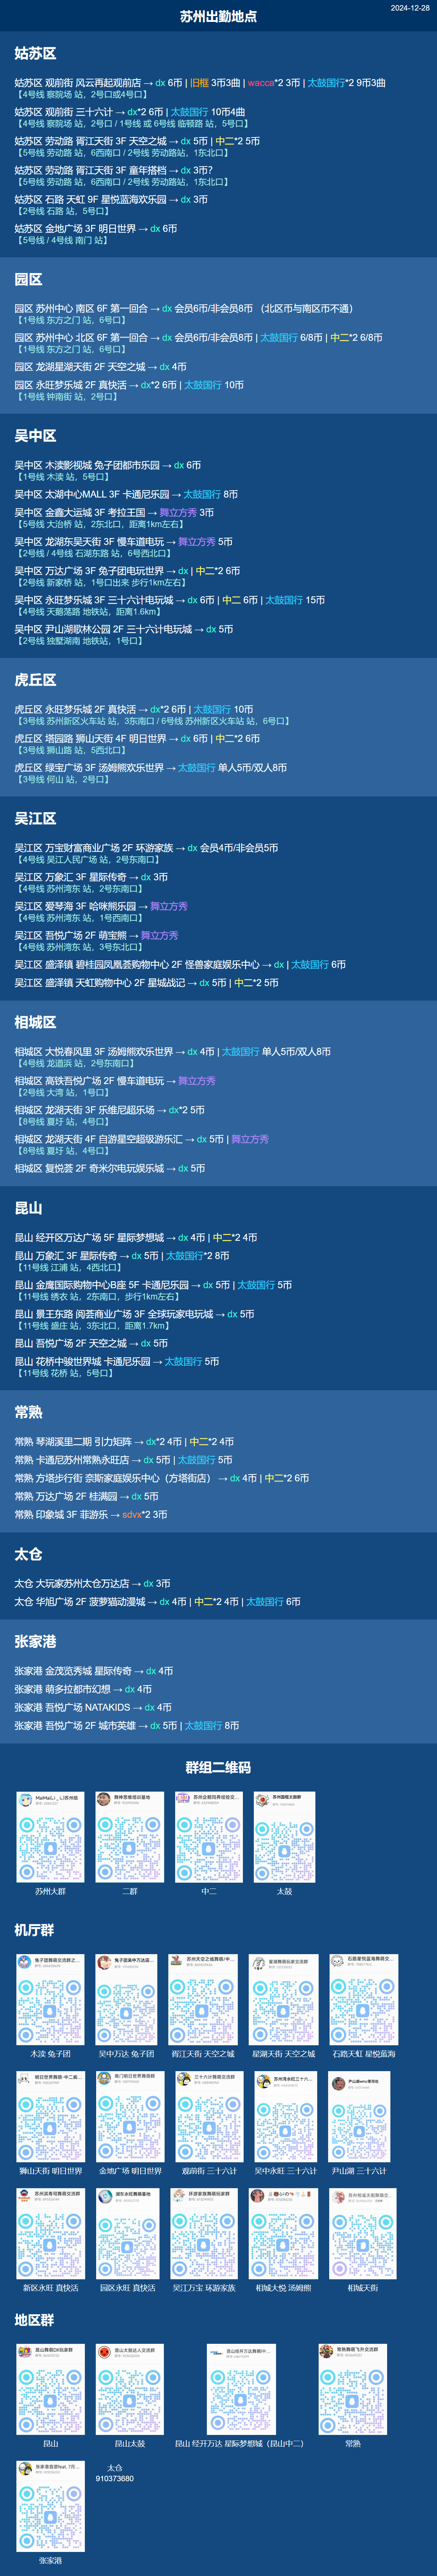 苏州出勤地点
2024-12-28
姑苏区
姑苏区 观前街 风云再起观前店 → dx 6币 | 旧框 3币3曲 | wacca*2 3币 | 太鼓国行*2 9币3曲
【4号线 察院场 站，2号口或4号口】
姑苏区 观前街 三十六计 → dx*2 6币 | 太鼓国行 10币4曲
【4号线 察院场 站，2号口 / 1号线 或 6号线 临顿路 站，5号口】
姑苏区 劳动路 胥江天街 3F 天空之城 → dx 5币 | 中二*2 5币
【5号线 劳动路 站，6西南口 / 2号线 劳动路站，1东北口】
姑苏区 劳动路 胥江天街 3F 童年搭档 → dx 3币?
【5号线 劳动路 站，6西南口 / 2号线 劳动路站，1东北口】
姑苏区 石路 天虹 9F 星悦蓝海欢乐园 → dx 3币
【2号线 石路 站，5号口】
姑苏区 金地广场 3F 明日世界 → dx 6币
【5号线 / 4号线 南门 站】
园区
园区 苏州中心 南区 6F 第一回合 → dx 会员6币/非会员8币 （北区币与南区币不通）
【1号线 东方之门 站，6号口】
园区 苏州中心 北区 6F 第一回合 → dx 会员6币/非会员8币 | 太鼓国行 6/8币 | 中二*2 6/8币
【1号线 东方之门 站，6号口】
园区 龙湖星湖天街 2F 天空之城 → dx 4币
园区 永旺梦乐城 2F 真快活 → dx*2 6币 | 太鼓国行 10币
【1号线 钟南街 站，2号口】
吴中区
吴中区 木渎影视城 兔子团都市乐园 → dx 6币
【1号线 木渎 站，5号口】
吴中区 太湖中心MALL 3F 卡通尼乐园 → 太鼓国行 8币
吴中区 金鑫大运城 3F 考拉王国 → 舞立方秀 3币
【5号线 大治桥 站，2东北口，距离1km左右】
吴中区 龙湖东吴天街 3F 慢车道电玩 → 舞立方秀 5币
【2号线 / 4号线 石湖东路 站，6号西北口】
吴中区 万达广场 3F 兔子团电玩世界 → dx | 中二*2 6币
【2号线 新家桥 站，1号口出来 步行1km左右】
吴中区 永旺梦乐城 3F 三十六计电玩城 → dx 6币 | 中二 6币 | 太鼓国行 15币
【4号线 天鹅荡路 地铁站，距离1.6km】
吴中区 尹山湖歌林公园 2F 三十六计电玩城 → dx 5币
【2号线 独墅湖南 地铁站，1号口】
虎丘区
虎丘区 永旺梦乐城 2F 真快活 → dx*2 6币 | 太鼓国行 10币
【3号线 苏州新区火车站 站，3东南口 / 6号线 苏州新区火车站 站，6号口】
虎丘区 塔园路 狮山天街 4F 明日世界 → dx 6币 | 中二*2 6币
【3号线 狮山路 站，5西北口】
虎丘区 绿宝广场 3F 汤姆熊欢乐世界 → 太鼓国行 单人5币/双人8币
【3号线 何山 站，2号口】
吴江区
吴江区 万宝财富商业广场 2F 环游家族 → dx 会员4币/非会员5币
【4号线 吴江人民广场 站，2号东南口】
吴江区 万象汇 3F 星际传奇 → dx 3币
【4号线 苏州湾东 站，2号东南口】
吴江区 爱琴海 3F 哈咪熊乐园 → 舞立方秀
【4号线 苏州湾东 站，1号西南口】
吴江区 吾悦广场 2F 萌宝熊 → 舞立方秀
【4号线 苏州湾东 站，3号东北口】
吴江区 盛泽镇 碧桂园凤凰荟购物中心 2F 怪兽家庭娱乐中心 → dx | 太鼓国行 6币
吴江区 盛泽镇 天虹购物中心 2F 星城战记 → dx 5币 | 中二*2 5币
相城区
相城区 大悦春风里 3F 汤姆熊欢乐世界 → dx 4币 | 太鼓国行 单人5币/双人8币
【4号线 龙道浜 站，2号东南口】
相城区 高铁吾悦广场 2F 慢车道电玩 → 舞立方秀
【2号线 大湾 站，1号口】
相城区 龙湖天街 3F 乐维尼超乐场 → dx*2 5币
【8号线 夏圩 站，4号口】
相城区 龙湖天街 4F 自游星空超级游乐汇 → dx 5币 | 舞立方秀
【8号线 夏圩 站，4号口】
相城区 复悦荟 2F 奇米尔电玩娱乐城 → dx 5币
昆山
昆山 经开区万达广场 5F 星际梦想城 → dx 4币 | 中二*2 4币
昆山 万象汇 3F 星际传奇 → dx 5币 | 太鼓国行*2 8币
【11号线 江浦 站，4西北口】
昆山 金鹰国际购物中心B座 5F 卡通尼乐园 → dx 5币 | 太鼓国行 5币
【11号线 绣衣 站，2东南口，步行1km左右】
昆山 景王东路 阅荟商业广场 3F 全球玩家电玩城 → dx 5币
【11号线 盛庄 站，3东北口，距离1.7km】
昆山 吾悦广场 2F 天空之城 → dx 5币
昆山 花桥中骏世界城 卡通尼乐园 → 太鼓国行 5币
【11号线 花桥 站，5号口】
常熟
常熟 琴湖溪里二期 引力矩阵 → dx*2 4币 | 中二*2 4币
常熟 卡通尼苏州常熟永旺店 → dx 5币 | 太鼓国行 5币
常熟 方塔步行街 奈斯家庭娱乐中心（方塔街店） → dx 4币 | 中二*2 6币
常熟 万达广场 2F 桂满园 → dx 5币
常熟 印象城 3F 菲游乐 → sdvx*2 3币
太仓
太仓 大玩家苏州太仓万达店 → dx 3币
太仓 华旭广场 2F 菠萝猫动漫城 → dx 4币 | 中二*2 4币 | 太鼓国行 6币
张家港
张家港 金茂览秀城 星际传奇 → dx 4币
张家港 萌多拉都市幻想 → dx 4币
张家港 吾悦广场 NATAKIDS → dx 4币
张家港 吾悦广场 2F 城市英雄 → dx 5币 | 太鼓国行 8币
群组二维码
苏州大群
二群
中二
太鼓
机厅群
木渎 兔子团
吴中万达 兔子团
胥江天街 天空之城
星湖天街 天空之城
石路天虹 星悦蓝海
狮山天街 明日世界
金地广场 明日世界
观前街 三十六计
吴中永旺 三十六计
尹山湖 三十六计
新区永旺 真快活
园区永旺 真快活
吴江万宝 环游家族
相城大悦 汤姆熊
相城天街
地区群
昆山
昆山太鼓
昆山 经开万达 星际梦想城（昆山中二）
常熟
太仓
910373680
张家港